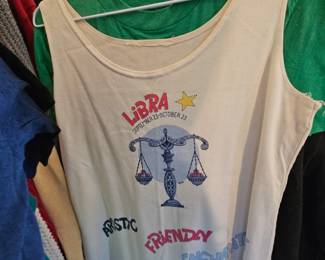 LiBRA
SEPTEMBER 23-OCTOBER 23
ARTISTIC
FRIENDLY